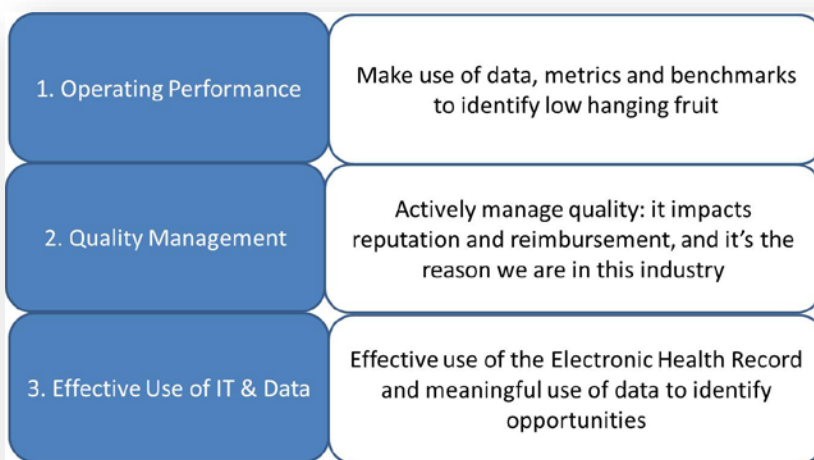 1. Operating Performance
Make use of data, metrics and benchmarks
to identify low hanging fruit
2. Quality Management
Actively manage quality: it impacts
reputation and reimbursement, and it’s the
reason we are in this industry
3. Effective Use of IT & Data
Effective use of the Electronic Health Record
and meaningful use of data to identify
opportunities